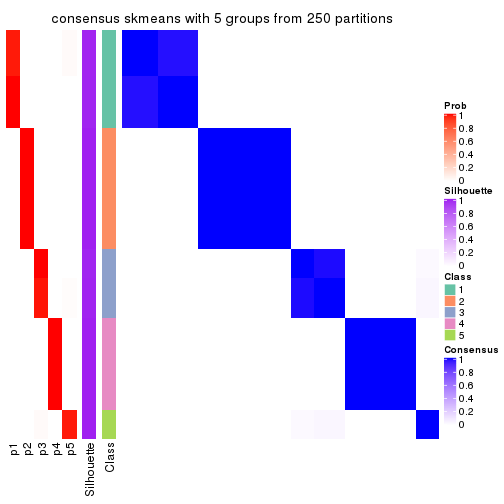 consensus skmeans with 5 groups from 250 partitions
Prob
1
0.8
0.6
0.4
0.2
0
Silhouette
1
0.8
0.6
0.4
0.2
0
Class
1
2
3
4
5
Consensus
1
0.8
0.6
0.4
0.2
0
p1
p2
p3
p4
p5
Silhouette
Class